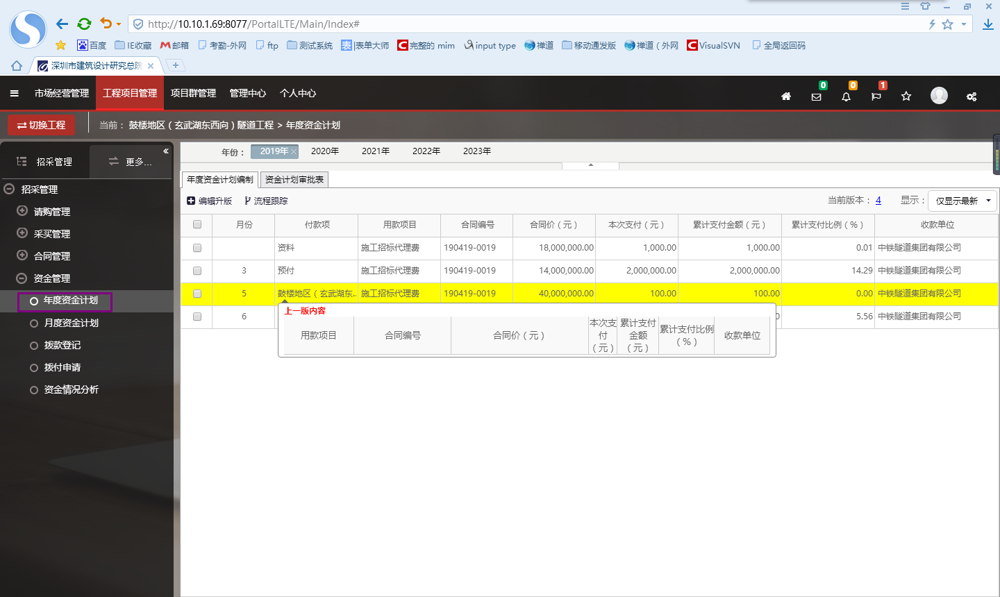 http://10.10.1.69:8077/PortalLTE/Main/Index#
百度 IE收藏 邮箱 考勤-外网 ftp 测试系统 表 |表单大师 完整的 mim input type 禅道 移动通发版 禅道（外网 VisualSVN 全局返回码
深圳市建筑设计研究总院
市场经营管理 工程项目管理 项目群管理 管理中心 个人中心 0 0 1
切换工程 当前： 鼓楼地区（玄武湖东西向）隧道工程 > 年度资金计划
招采管理 更多...
招采管理
请购管理
采买管理
合同管理
资金管理
年度资金计划
月度资金计划
拨款登记
拨付申请
资金情况分析
年份： 2019年 2020年 2021年 2022年 2023年
年度资金计划编制 资金计划审批表
编辑升版 流程跟踪 当前版本： 4 显示： 仅显示最新
月份 付款项 用款项目 合同编号 合同价（元） 本次支付（元） 累计支付金额（元） 累计支付比例（%） 收款单位
资料 施工招标代理费 190419-0019 18,000,000.00 1,000.00 1,000.00 0.01 中铁隧道集团有限公司
3 预付 施工招标代理费 190419-0019 14,000,000.00 2,000,000.00 2,000,000.00 14.29 中铁隧道集团有限公司
5 鼓楼地区（玄武湖东.. 施工招标代理费 190419-0019 40,000,000.00 100.00 100.00 0.00 中铁隧道集团有限公司
6 0 5.56 中铁隧道集团有限公司
上一版内容
用款项目 合同编号 合同价（元） 本次支付（元） 累计支付金额（元） 累计支付比例（%） 收款单位